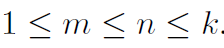 1 ≤ m ≤ n ≤ k.